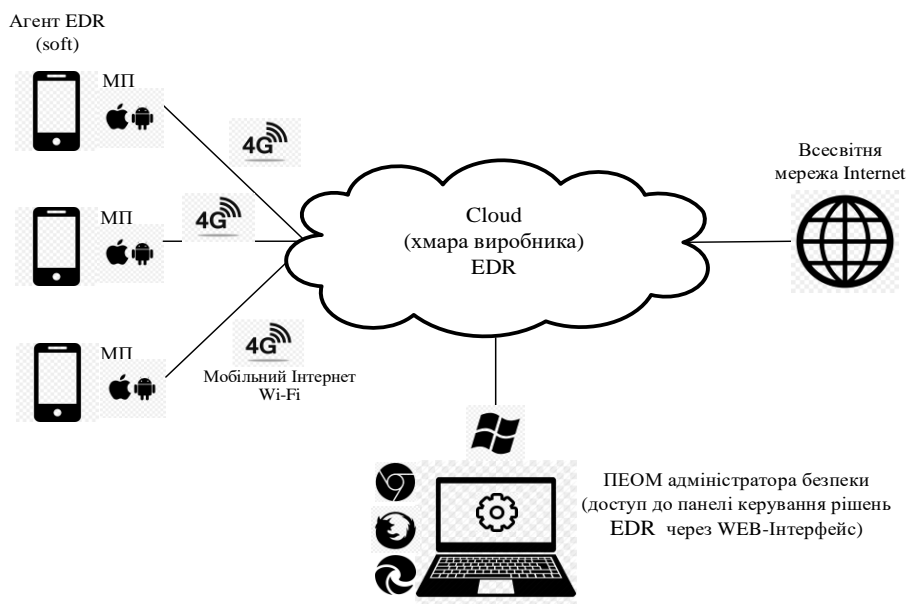 Агент EDR
(soft)
МП
4G
МП
4G
МП
4G
Мобільний Інтернет
Wi-Fi
Cloud
(хмара виробника)
EDR
Всесвітня
мережа Internet
ПЕОМ адміністратора безпеки
(доступ до панелі керування рішень
EDR через WEB-Інтерфейс)